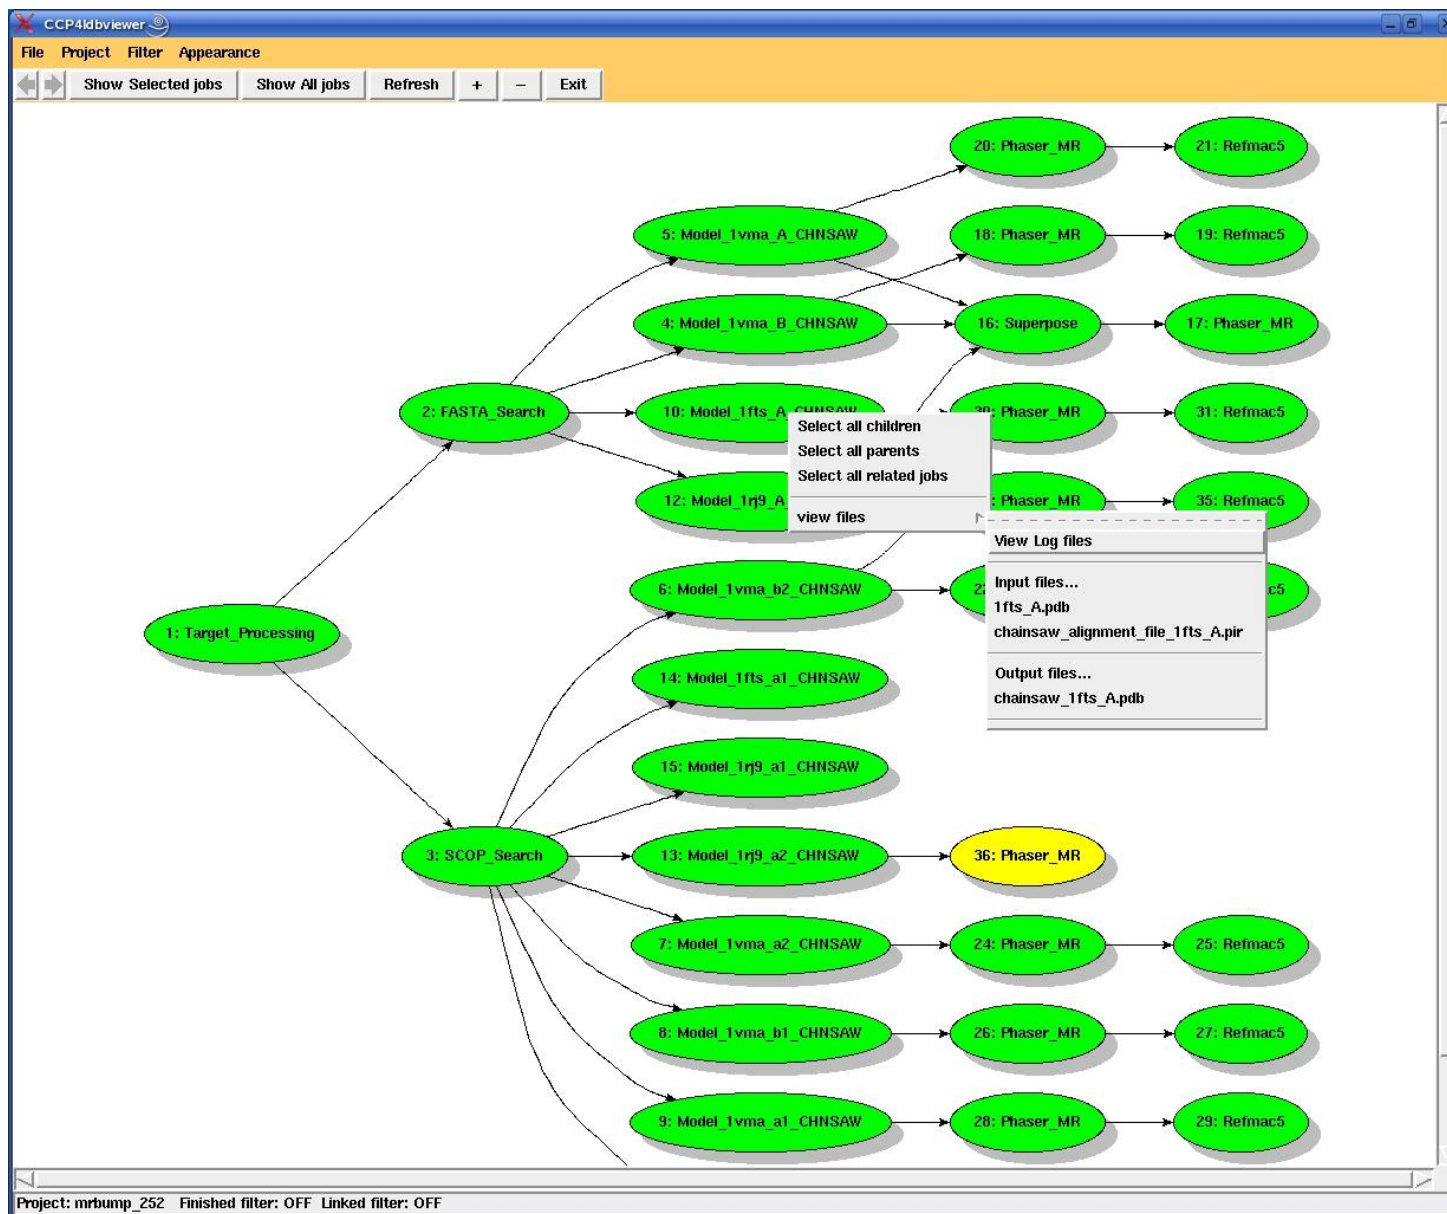 CCP4ldbviewer
File Project Filter Appearance
Show Selected jobs Show All jobs Refresh + – Exit
20: Phaser_MR 21: Refmac5
5: Model_1vma_A_CHNSAW 18: Phaser_MR 19: Refmac5
4: Model_1vma_B_CHNSAW 16: Superpose 17: Phaser_MR
2: FASTA_Search 10: Model_1fts_A_CHNSAW 30: Phaser_MR 31: Refmac5
Select all children
Select all parents
Select all related jobs
view files
12: Model_1rj9_A : Phaser_MR 35: Refmac5
View Log files
Input files...
1fts_A.pdb
chainsaw_alignment_file_1fts_A.pir
Output files...
chainsaw_1fts_A.pdb
6: Model_1vma_b2_CHNSAW 22 ac5
1: Target_Processing
14: Model_1fts_a1_CHNSAW
15: Model_1rj9_a1_CHNSAW
3: SCOP_Search 13: Model_1rj9_a2_CHNSAW 36: Phaser_MR
7: Model_1vma_a2_CHNSAW 24: Phaser_MR 25: Refmac5
8: Model_1vma_b1_CHNSAW 26: Phaser_MR 27: Refmac5
9: Model_1vma_a1_CHNSAW 28: Phaser_MR 29: Refmac5
Project: mrbump_252 Finished filter: OFF Linked filter: OFF